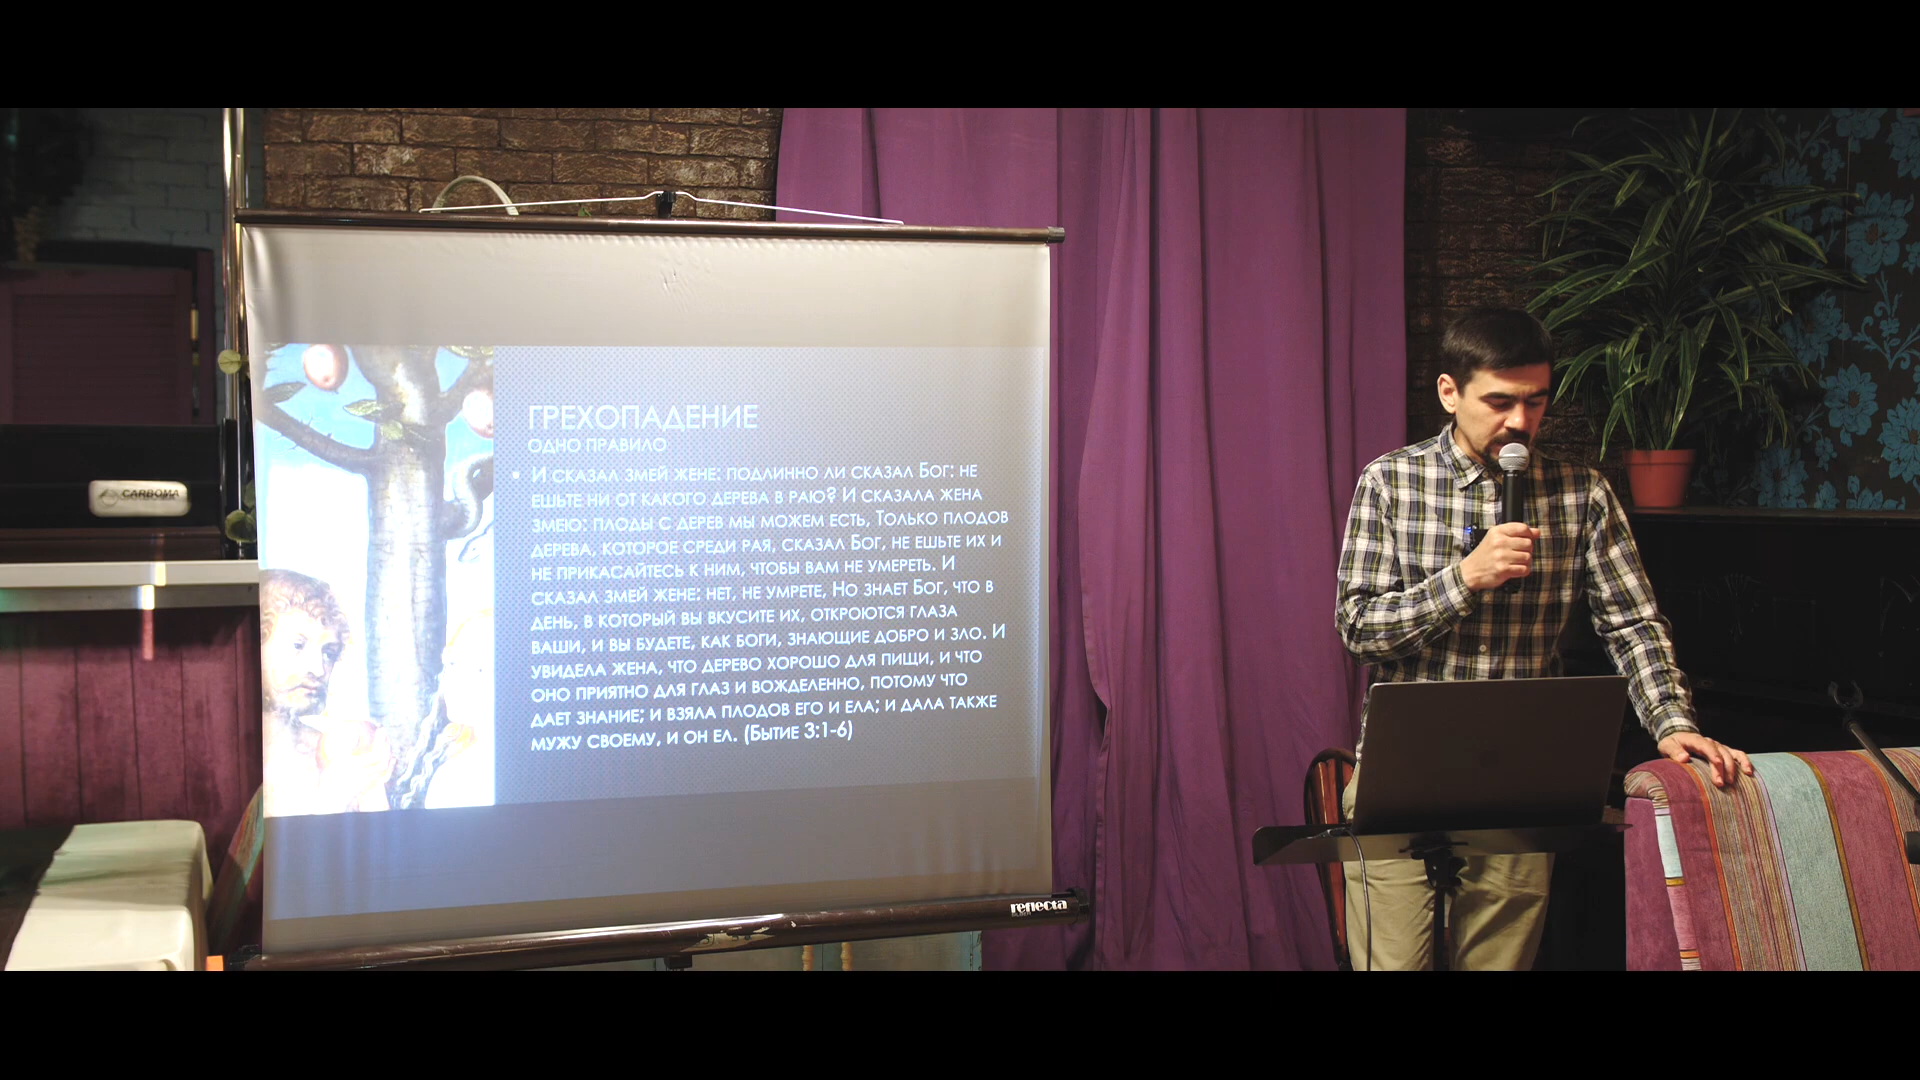 CARBOMA
ГРЕХОПАДЕНИЕ
ОДНО ПРАВИЛО
• И СКАЗАЛ ЗМЕЙ ЖЕНЕ: ПОДЛИННО ЛИ СКАЗАЛ БОГ: НЕ
ЕШЬТЕ НИ ОТ КАКОГО ДЕРЕВА В РАЮ? И СКАЗАЛА ЖЕНА
ЗМЕЮ: ПЛОДЫ С ДЕРЕВ МЫ МОЖЕМ ЕСТЬ, ТОЛЬКО ПЛОДОВ
ДЕРЕВА, КОТОРОЕ СРЕДИ РАЯ, СКАЗАЛ БОГ, НЕ ЕШЬТЕ ИХ И
НЕ ПРИКАСАЙТЕСЬ К НИМ, ЧТОБЫ ВАМ НЕ УМЕРЕТЬ. И
СКАЗАЛ ЗМЕЙ ЖЕНЕ: НЕТ, НЕ УМРЕТЕ, НО ЗНАЕТ БОГ, ЧТО В
ДЕНЬ, В КОТОРЫЙ ВЫ ВКУСИТЕ ИХ, ОТКРОЮТСЯ ГЛАЗА
ВАШИ, И ВЫ БУДЕТЕ, КАК БОГИ, ЗНАЮЩИЕ ДОБРО И ЗЛО. И
УВИДЕЛА ЖЕНА, ЧТО ДЕРЕВО ХОРОШО ДЛЯ ПИЩИ, И ЧТО
ОНО ПРИЯТНО ДЛЯ ГЛАЗ И ВОЖДЕЛЕННО, ПОТОМУ ЧТО
ДАЕТ ЗНАНИЕ; И ВЗЯЛА ПЛОДОВ ЕГО И ЕЛА; И ДАЛА ТАКЖЕ
МУЖУ СВОЕМУ, И ОН ЕЛ. (БЫТИЕ 3:1-6)
reflecta